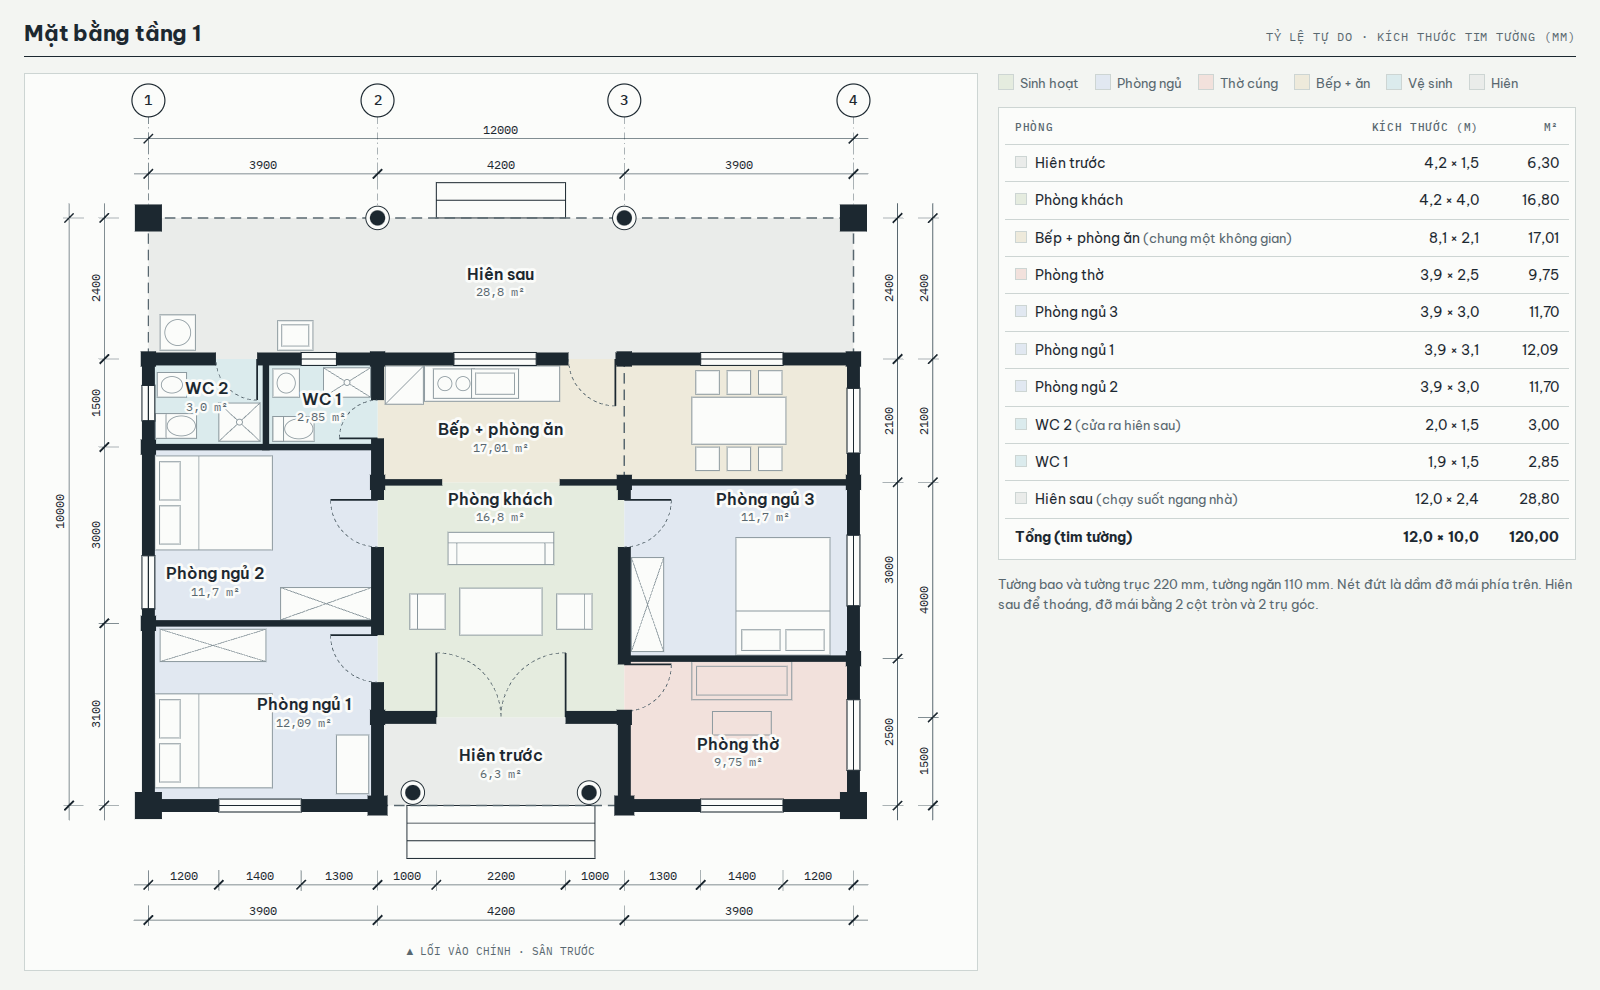 Mặt bằng tầng 1
TỶ LỆ TỰ DO · KÍCH THƯỚC TIM TƯỜNG (MM)
1
2
3
4
12000
3900
4200
3900
2400
1500
3000
3100
10000
2400
2100
3000
2500
2400
2100
4000
1500
Hiên sau
28,8 m²
WC 2
3,0 m²
WC 1
2,85 m²
Bếp + phòng ăn
17,01 m²
Phòng khách
16,8 m²
Phòng ngủ 3
11,7 m²
Phòng ngủ 2
11,7 m²
Phòng ngủ 1
12,09 m²
Hiên trước
6,3 m²
Phòng thờ
9,75 m²
1200 1400 1300 1000 2200 1000 1300 1400 1200
3900 4200 3900
▲ LỐI VÀO CHÍNH · SÂN TRƯỚC
Sinh hoạt Phòng ngủ Thờ cúng Bếp + ăn Vệ sinh Hiên
PHÒNG KÍCH THƯỚC (M) M²
Hiên trước 4,2 × 1,5 6,30
Phòng khách 4,2 × 4,0 16,80
Bếp + phòng ăn (chung một không gian) 8,1 × 2,1 17,01
Phòng thờ 3,9 × 2,5 9,75
Phòng ngủ 3 3,9 × 3,0 11,70
Phòng ngủ 1 3,9 × 3,1 12,09
Phòng ngủ 2 3,9 × 3,0 11,70
WC 2 (cửa ra hiên sau) 2,0 × 1,5 3,00
WC 1 1,9 × 1,5 2,85
Hiên sau (chạy suốt ngang nhà) 12,0 × 2,4 28,80
Tổng (tim tường) 12,0 × 10,0 120,00
Tường bao và tường trục 220 mm, tường ngăn 110 mm. Nét đứt là dầm đỡ mái phía trên. Hiên
sau để thoáng, đỡ mái bằng 2 cột tròn và 2 trụ góc.